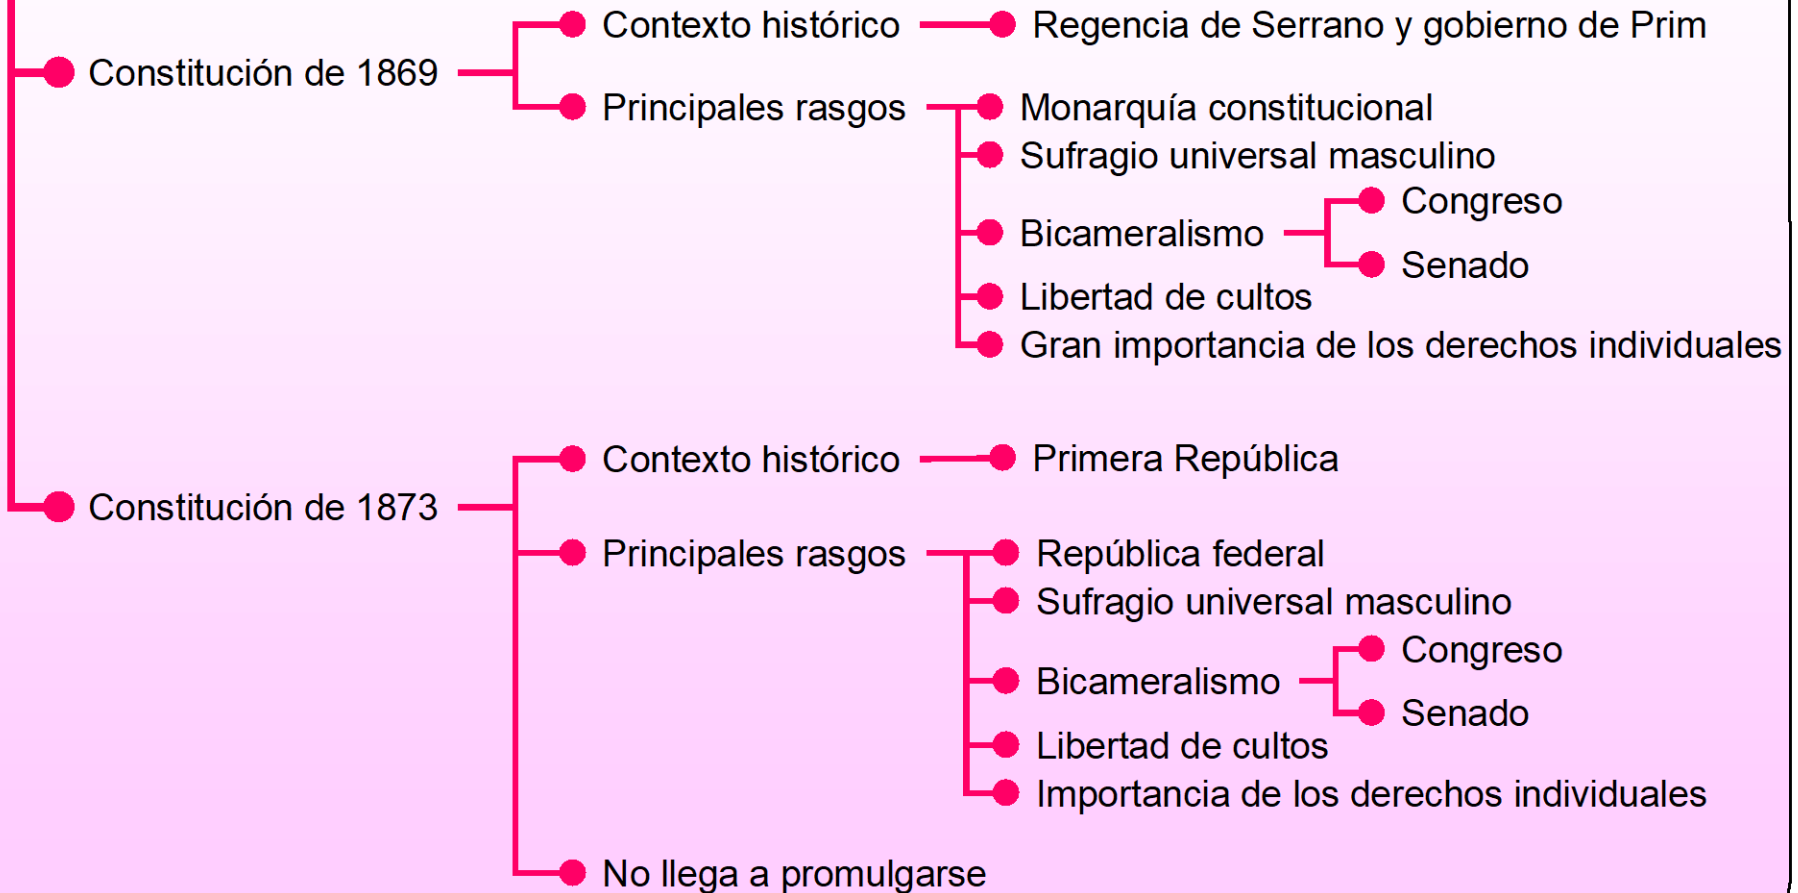 Contexto histórico
Regencia de Serrano y gobierno de Prim
Constitución de 1869
Principales rasgos
Monarquía constitucional
Sufragio universal masculino
Bicameralismo
Congreso
Senado
Libertad de cultos
Gran importancia de los derechos individuales
Contexto histórico
Primera República
Constitución de 1873
Principales rasgos
República federal
Sufragio universal masculino
Bicameralismo
Congreso
Senado
Libertad de cultos
Importancia de los derechos individuales
No llega a promulgarse